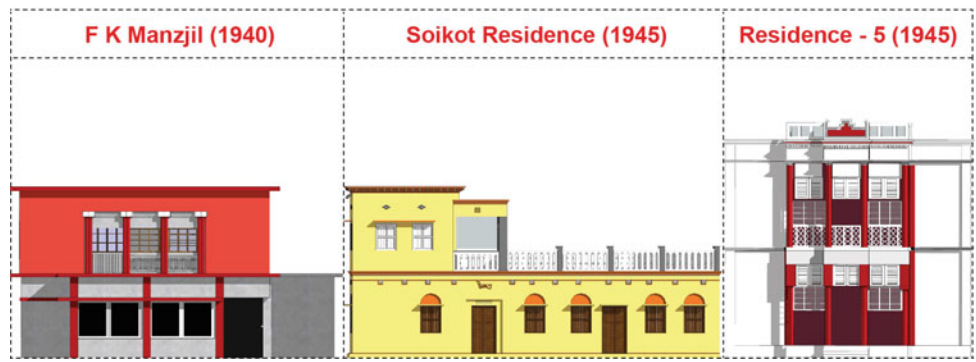 F K Manzjil (1940)
Soikot Residence (1945)
Residence - 5 (1945)